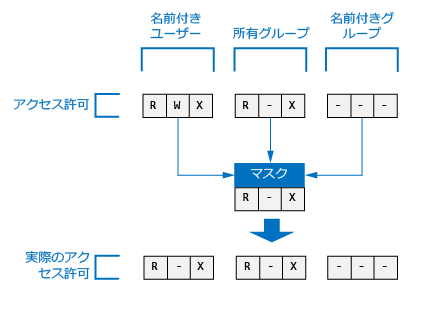 名前付き
ユーザー
所有グループ
名前付きグ
ループ
アクセス許可
R W X
R - X
- - -
マスク
R - X
実際のアク
セス許可
R - X
R - X
- - -